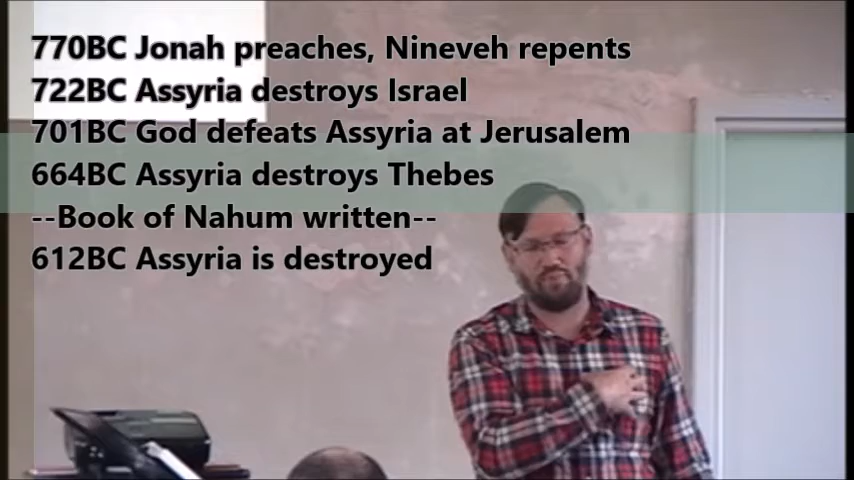 770BC Jonah preaches, Nineveh repents
722BC Assyria destroys Israel
701BC God defeats Assyria at Jerusalem
664BC Assyria destroys Thebes
--Book of Nahum written--
612BC Assyria is destroyed